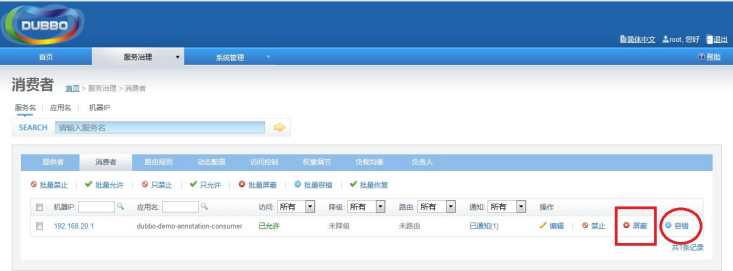 DUBBO
简体中文 root, 您好 退出
首页 服务治理 系统管理 帮助
消费者 首页 > 服务治理 > 消费者
服务名 | 应用名 | 机器IP
SEARCH 请输入服务名
提供者 消费者 路由规则 动态配置 访问控制 权重调节 负载均衡 负责人
批量禁止 | 批量允许 | 只禁止 | 只允许 | 批量屏蔽 | 批量容错 | 批量恢复
机器IP: 应用名: 访问: 所有 降级: 所有 路由: 所有 通知: 所有 操作
192.168.20.1 dubbo-demo-annotation-consumer 已允许 未降级 未路由 已通知(1) 编辑 禁止 屏蔽 容错
共1条记录